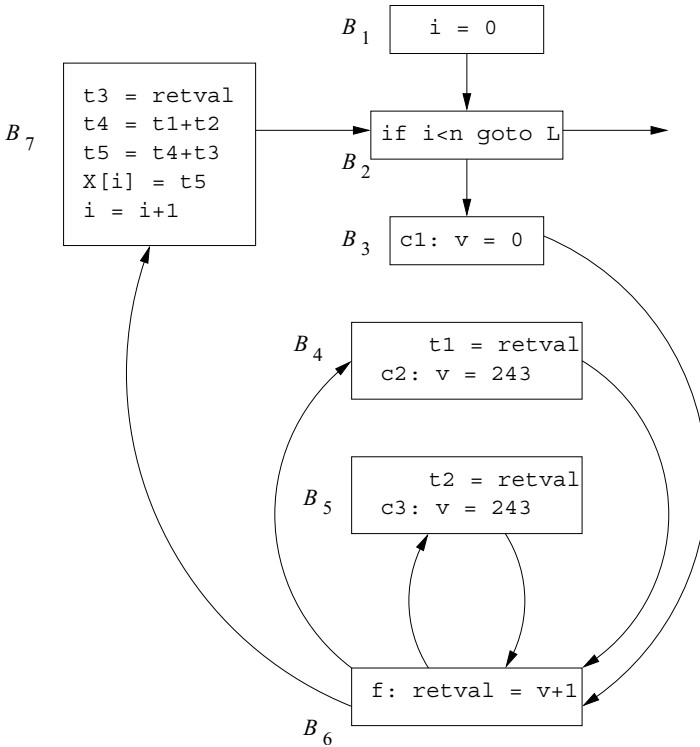 B1
i = 0
B7
t3 = retval
t4 = t1+t2
t5 = t4+t3
X[i] = t5
i = i+1
if i<n goto L
B2
B3
c1: v = 0
B4
t1 = retval
c2: v = 243
B5
t2 = retval
c3: v = 243
f: retval = v+1
B6